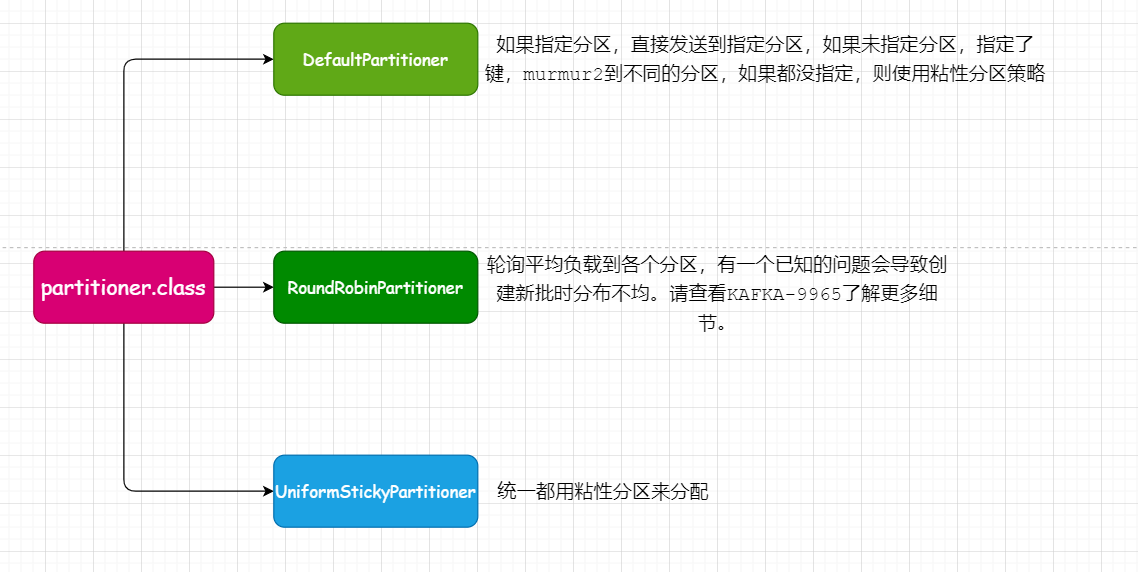 DefaultPartitioner
如果指定分区，直接发送到指定分区，如果未指定分区，指定了
键，murmur2到不同的分区，如果都没指定，则使用粘性分区策略
partitioner.class
RoundRobinPartitioner
轮询平均负载到各个分区，有一个已知的问题会导致创
建新批时分布不均。请查看KAFKA-9965了解更多细
节。
UniformStickyPartitioner
统一都用粘性分区来分配